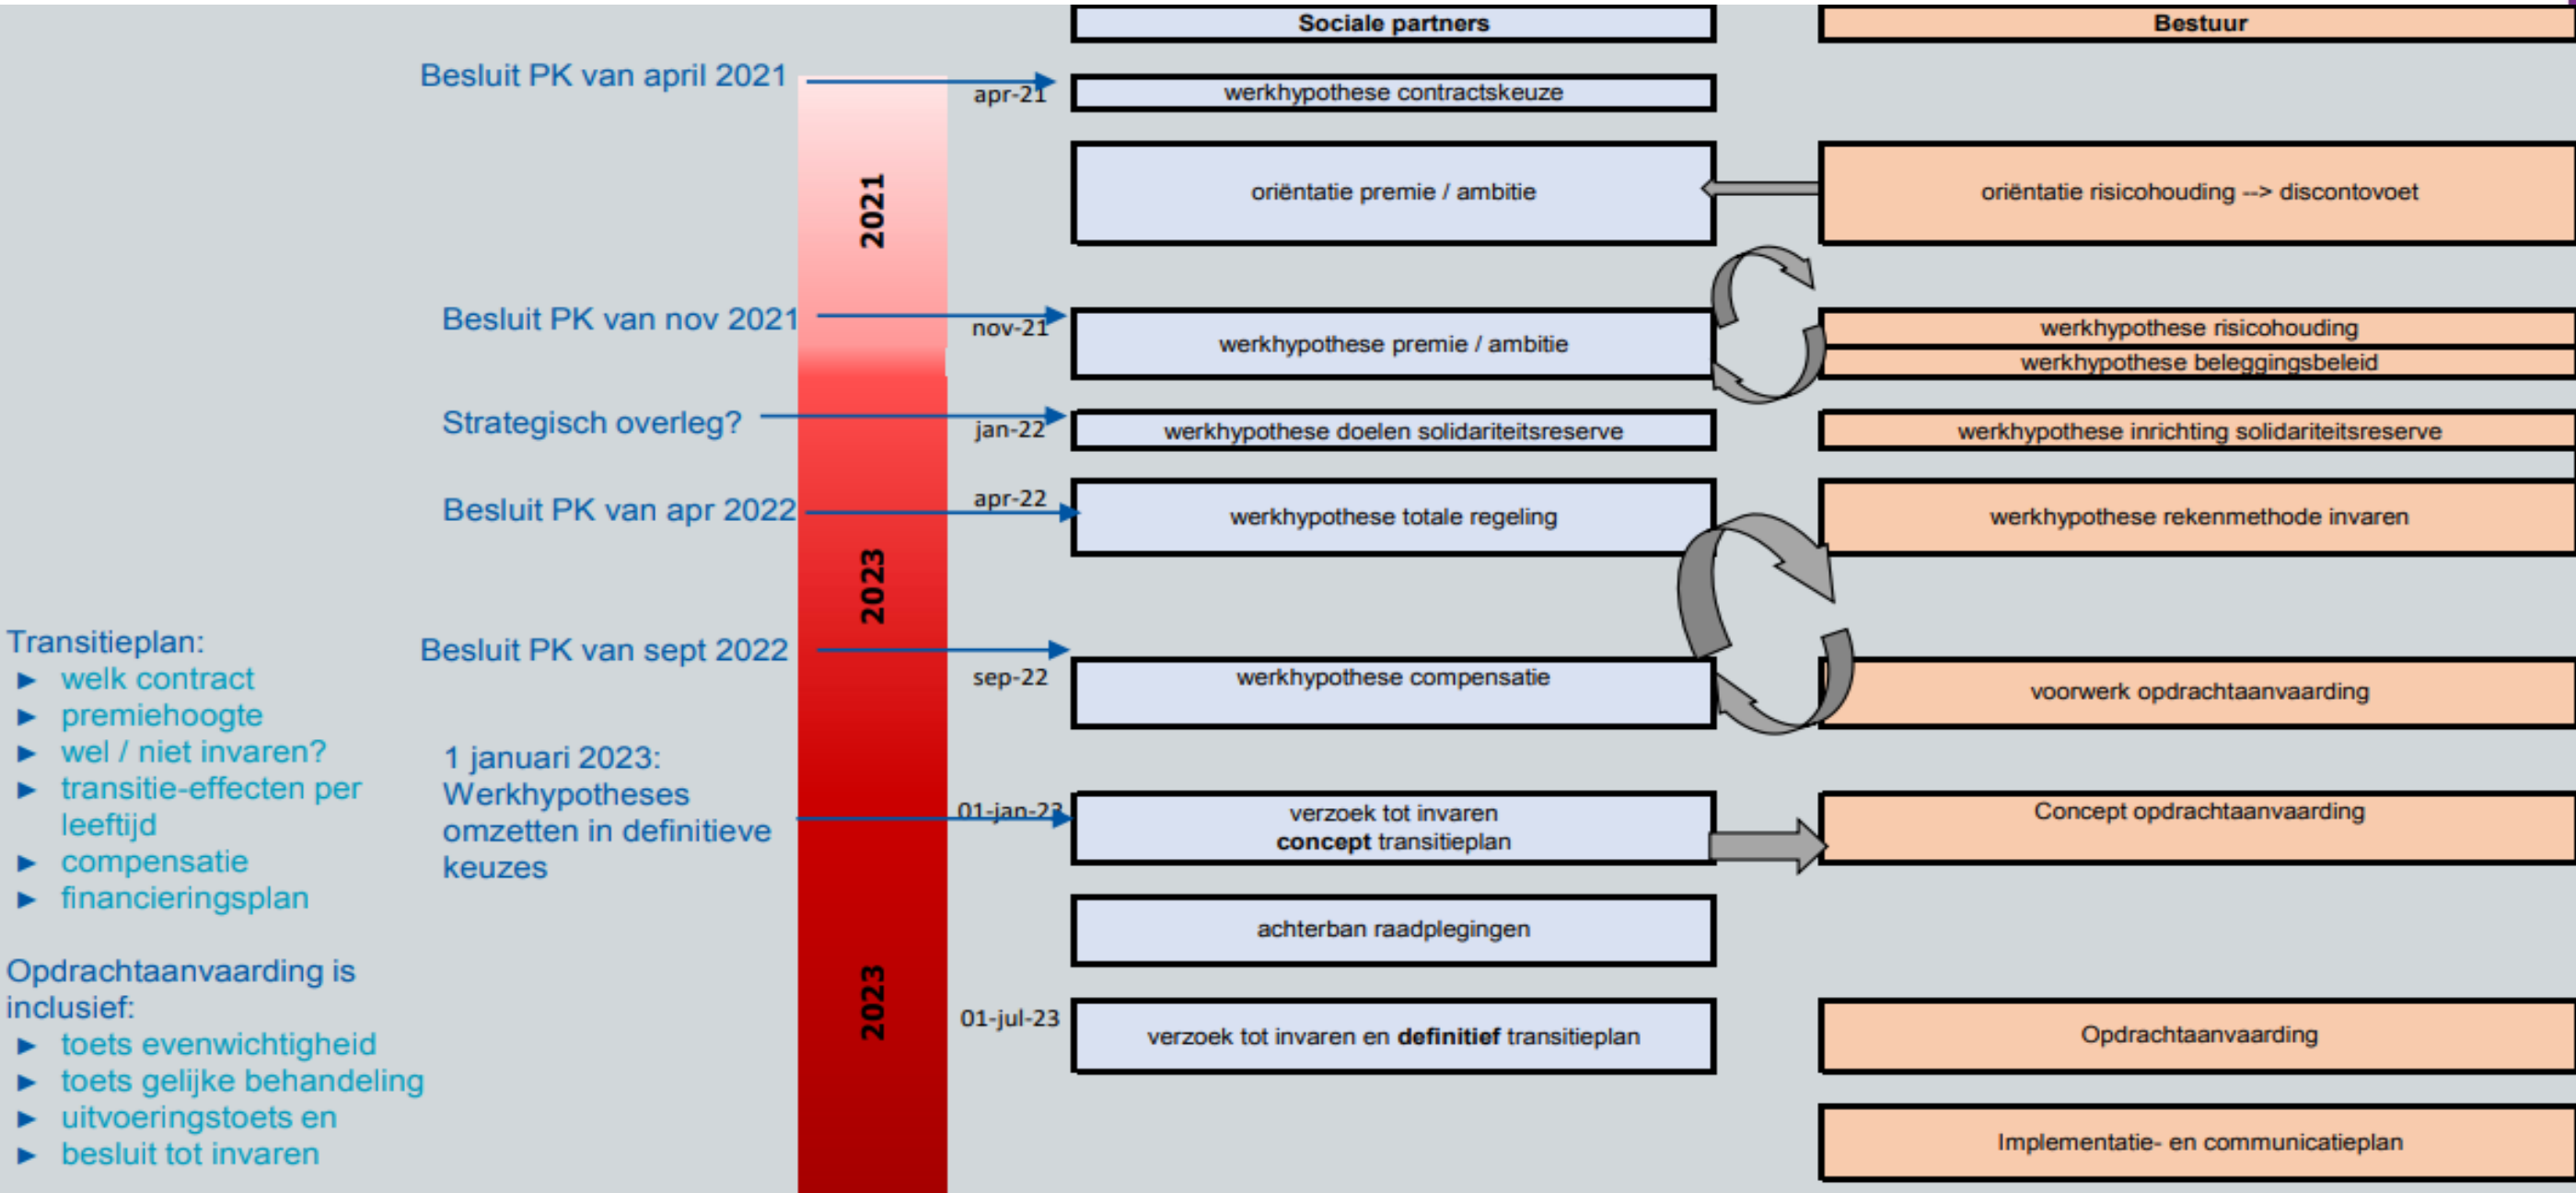 Sociale partners
Bestuur
Besluit PK van april 2021
apr-21
werkhypothese contractskeuze
2021
oriëntatie premie / ambitie
oriëntatie risicohouding --> discontovoet
Besluit PK van nov 2021
nov-21
werkhypothese premie / ambitie
werkhypothese risicohouding
werkhypothese beleggingsbeleid
Strategisch overleg?
jan-22
werkhypothese doelen solidariteitsreserve
werkhypothese inrichting solidariteitsreserve
Besluit PK van apr 2022
apr-22
werkhypothese totale regeling
werkhypothese rekenmethode invaren
2023
Besluit PK van sept 2022
sep-22
werkhypothese compensatie
voorwerk opdrachtaanvaarding
Transitieplan:
► welk contract
► premiehoogte
► wel / niet invaren?
► transitie-effecten per
leeftijd
► compensatie
► financieringsplan
1 januari 2023:
Werkhypotheses
omzetten in definitieve
keuzes
01-jan-23
verzoek tot invaren
concept transitieplan
Concept opdrachtaanvaarding
achterban raadplegingen
Opdrachtaanvaarding is
inclusief:
► toets evenwichtigheid
► toets gelijke behandeling
► uitvoeringstoets en
► besluit tot invaren
2023
01-jul-23
verzoek tot invaren en definitief transitieplan
Opdrachtaanvaarding
Implementatie- en communicatieplan